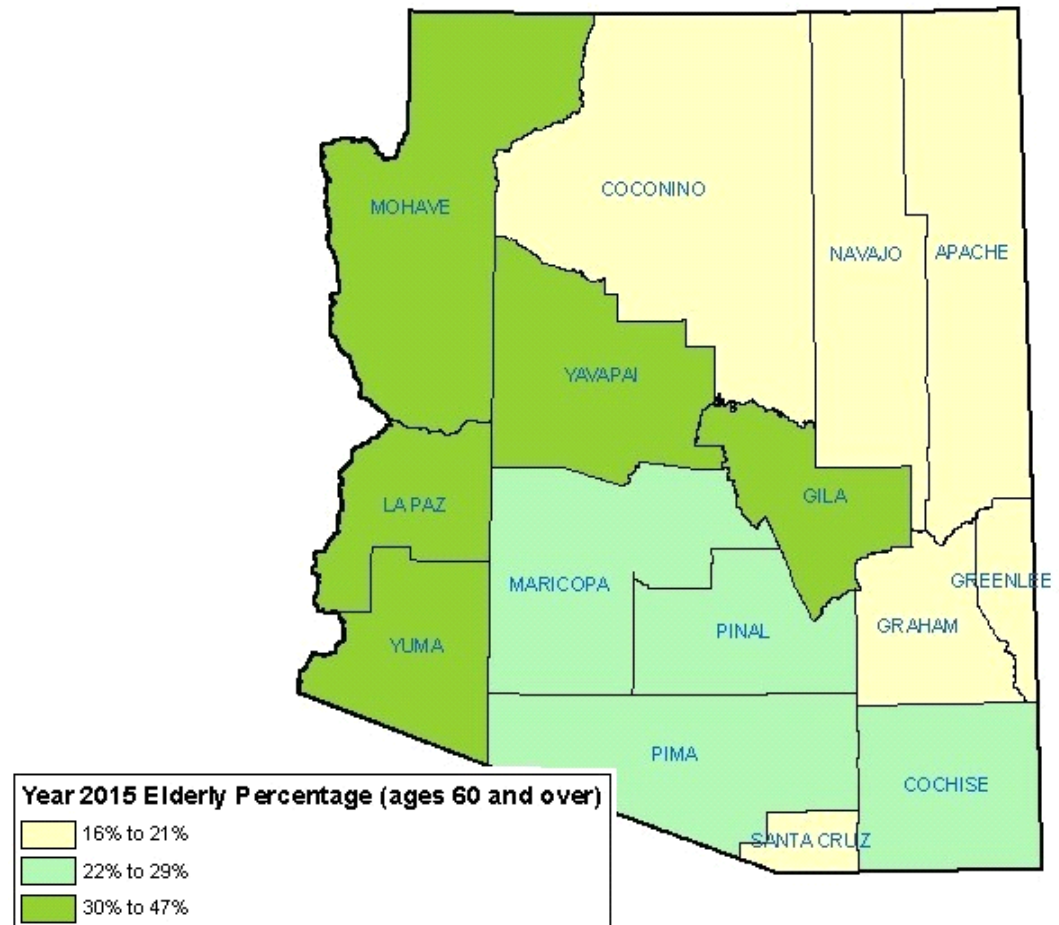 COCONINO
MOHAVE
NAVAJO
APACHE
YAVAPAI
GILA
LA PAZ
GREENLEE
MARICOPA
GRAHAM
PINAL
YUMA
PIMA
COCHISE
SANTA CRUZ
Year 2015 Elderly Percentage (ages 60 and over)
16% to 21%
22% to 29%
30% to 47%